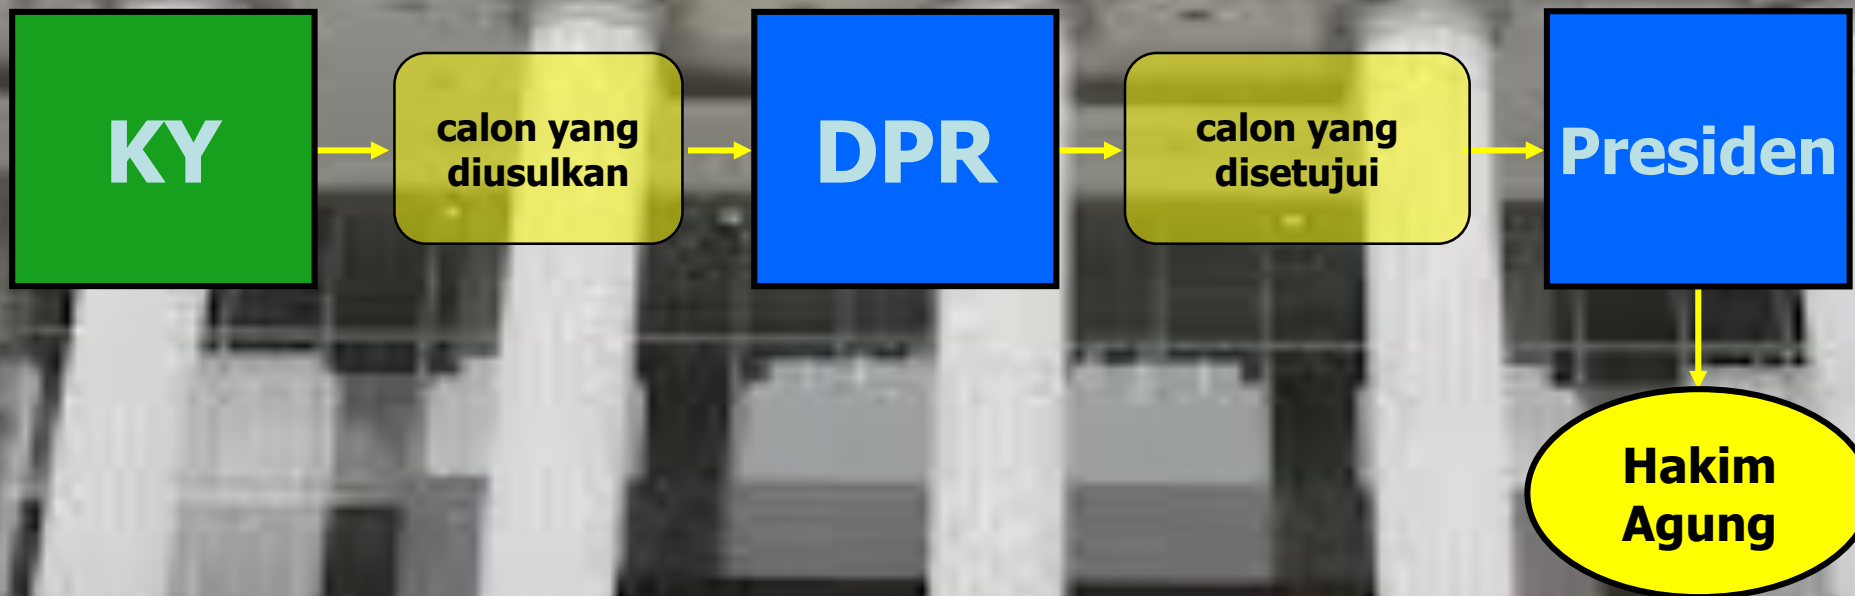 KY
calon yang
diusulkan
DPR
calon yang
disetujui
Presiden
Hakim
Agung